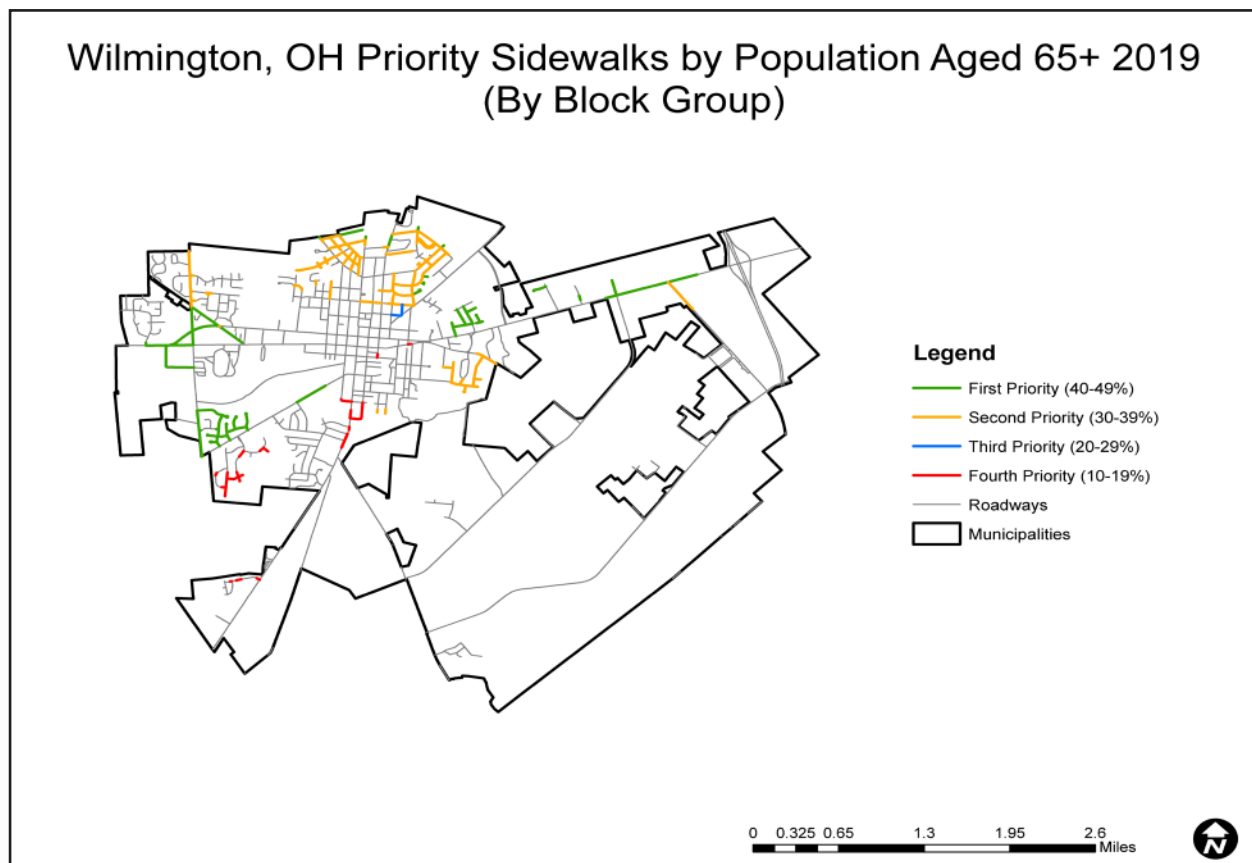 Wilmington, OH Priority Sidewalks by Population Aged 65+ 2019
(By Block Group)
Legend
First Priority (40-49%)
Second Priority (30-39%)
Third Priority (20-29%)
Fourth Priority (10-19%)
Roadways
Municipalities
0 0.325 0.65 1.3 1.95 2.6
Miles
N